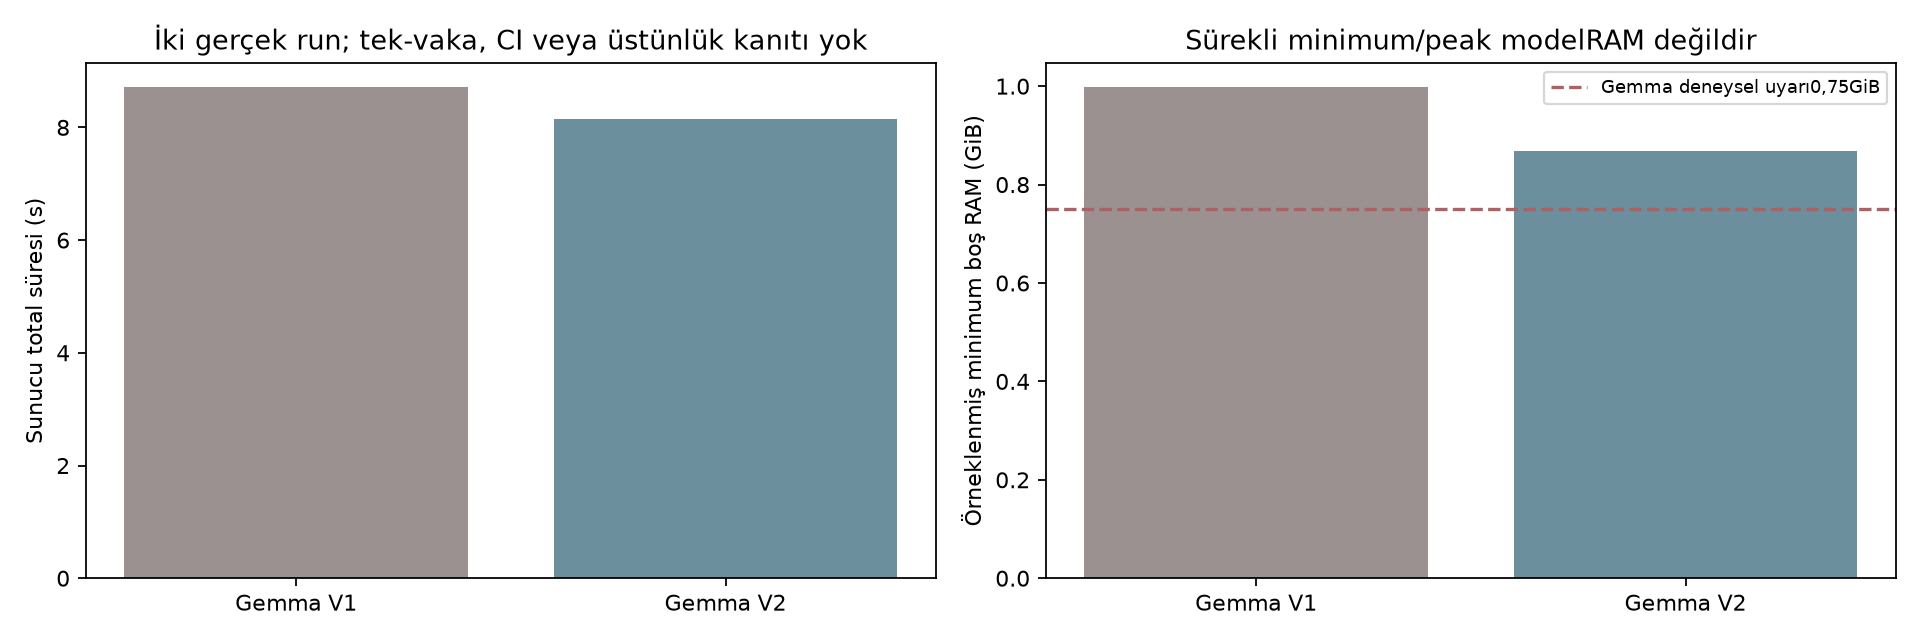 İki gerçek run; tek-vaka, CI veya üstünlük kanıtı yok
Sunucu total süresi (s)
8
6
4
2
0
Gemma V1
Gemma V2
Sürekli minimum/peak modelRAM değildir
Örneklenmiş minimum boş RAM (GiB)
1.0
0.8
0.6
0.4
0.2
0.0
Gemma deneysel uyarı0,75GiB
Gemma V1
Gemma V2